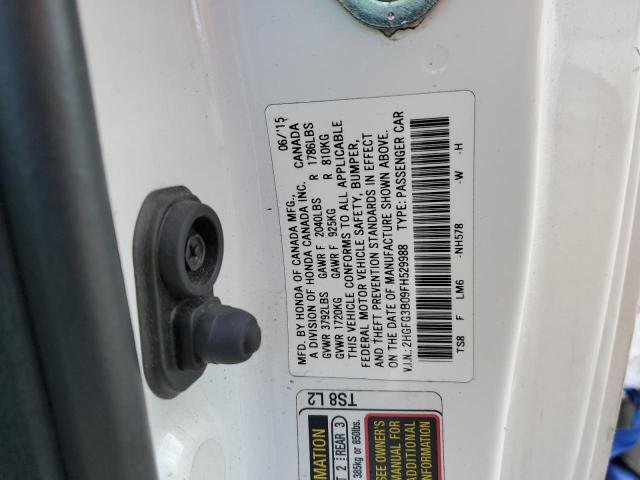 06/'15
MFD. BY HONDA OF CANADA MFG.,
A DIVISION OF HONDA CANADA INC. CANADA
GVWR 3792LBS GAWR F 2040LBS R 1786LBS
GVWR 1720KG GAWR F 925KG R 810KG
THIS VEHICLE CONFORMS TO ALL APPLICABLE
FEDERAL MOTOR VEHICLE SAFETY, BUMPER,
AND THEFT PREVENTION STANDARDS IN EFFECT
ON THE DATE OF MANUFACTURE SHOWN ABOVE.
V.I.N.: 2HGFG3B09FH529988 TYPE: PASSENGER CAR
TS8 F LM6 -NH578 -W -H
TS8 L2
2 REAR 3
385kg or 850lbs.
SEE OWNER'S
MANUAL FOR
ADDITIONAL
INFORMATION